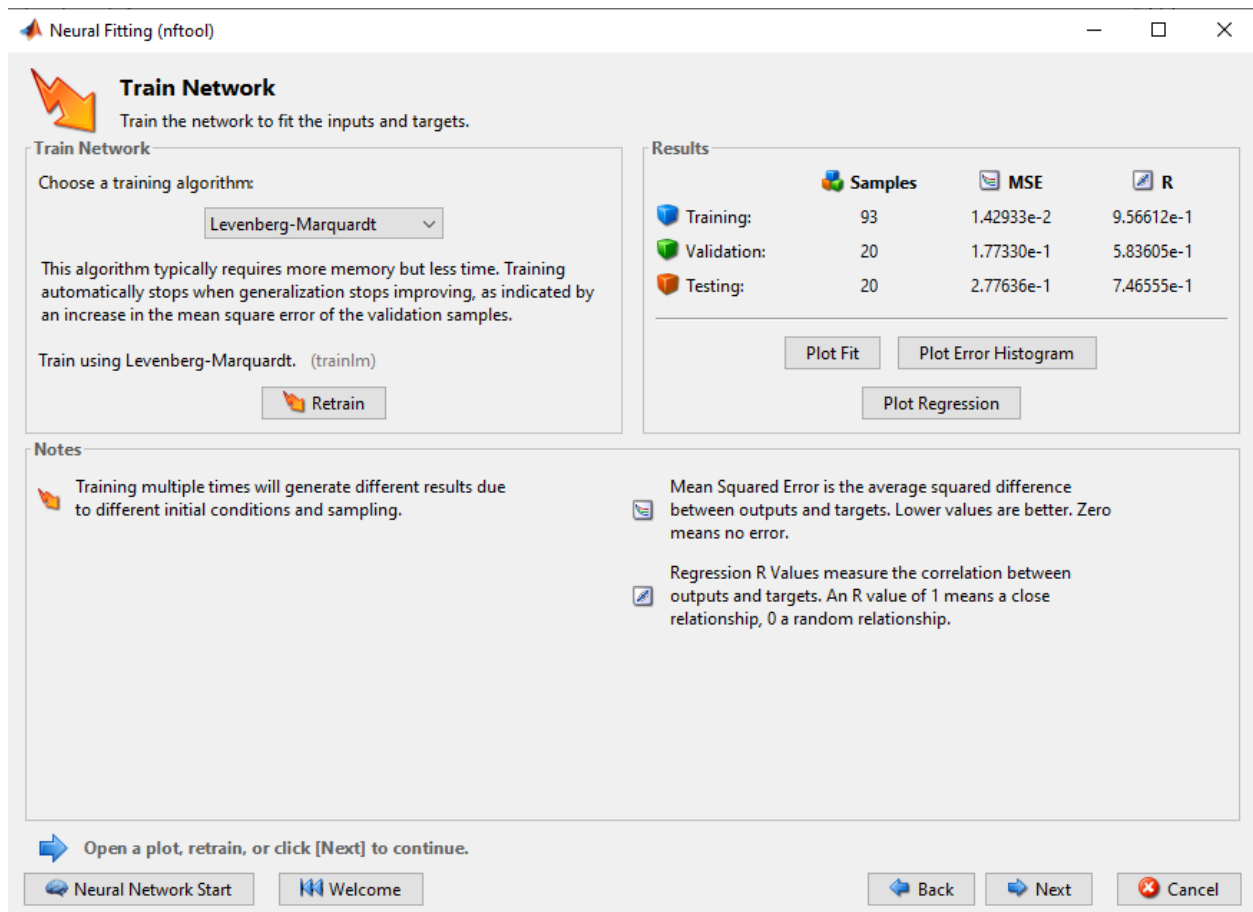 Neural Fitting (nftool)
Train Network
Train the network to fit the inputs and targets.
Train Network
Choose a training algorithm:
Levenberg-Marquardt
This algorithm typically requires more memory but less time. Training
automatically stops when generalization stops improving, as indicated by
an increase in the mean square error of the validation samples.
Train using Levenberg-Marquardt. (trainlm)
Retrain
Results
Samples MSE R
Training: 93 1.42933e-2 9.56612e-1
Validation: 20 1.77330e-1 5.83605e-1
Testing: 20 2.77636e-1 7.46555e-1
Plot Fit Plot Error Histogram
Plot Regression
Notes
Training multiple times will generate different results due
to different initial conditions and sampling.
Mean Squared Error is the average squared difference
between outputs and targets. Lower values are better. Zero
means no error.
Regression R Values measure the correlation between
outputs and targets. An R value of 1 means a close
relationship, 0 a random relationship.
Open a plot, retrain, or click [Next] to continue.
Neural Network Start Welcome Back Next Cancel